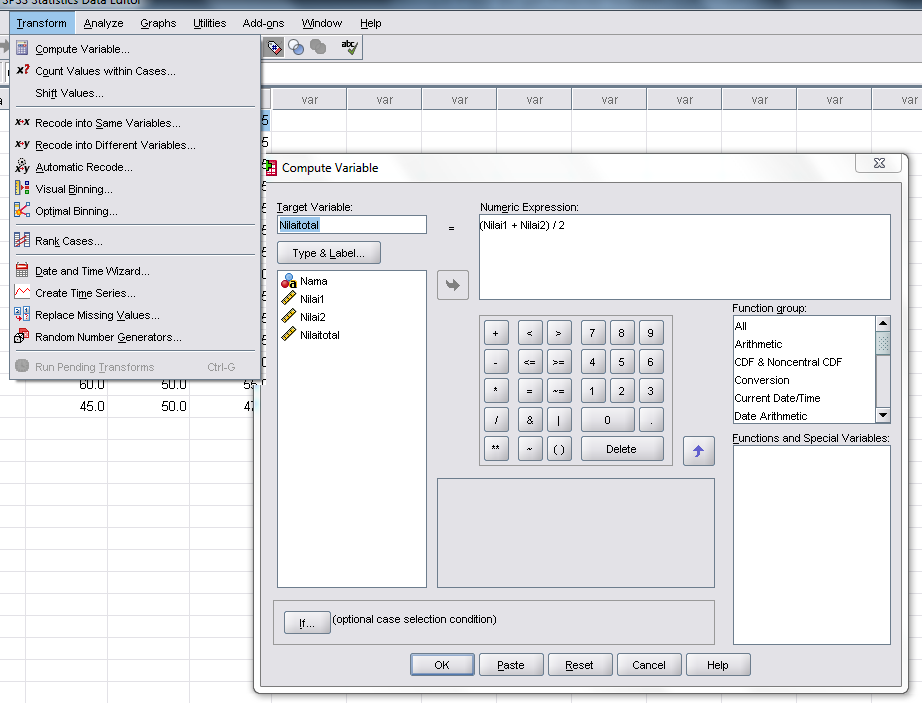 SPSS Statistics Data Editor
Transform Analyze Graphs Utilities Add-ons Window Help
Compute Variable...
Count Values within Cases...
Shift Values...
Recode into Same Variables...
Recode into Different Variables...
Automatic Recode...
Visual Binning...
Optimal Binning...
Rank Cases...
Date and Time Wizard...
Create Time Series...
Replace Missing Values...
Random Number Generators...
Run Pending Transforms Ctrl-G
var var var var var var var var var
60.0 50.0 55
45.0 50.0 47
Compute Variable
Target Variable:
Nilaitotal
=
Type & Label...
Nama
Nilai1
Nilai2
Nilaitotal
Numeric Expression:
(Nilai1 + Nilai2) / 2
+ < > 7 8 9
- <= >= 4 5 6
* = ~= 1 2 3
/ & | 0 .
** ~ ( ) Delete
Function group:
All
Arithmetic
CDF & Noncentral CDF
Conversion
Current Date/Time
Date Arithmetic
Functions and Special Variables:
If... (optional case selection condition)
OK Paste Reset Cancel Help